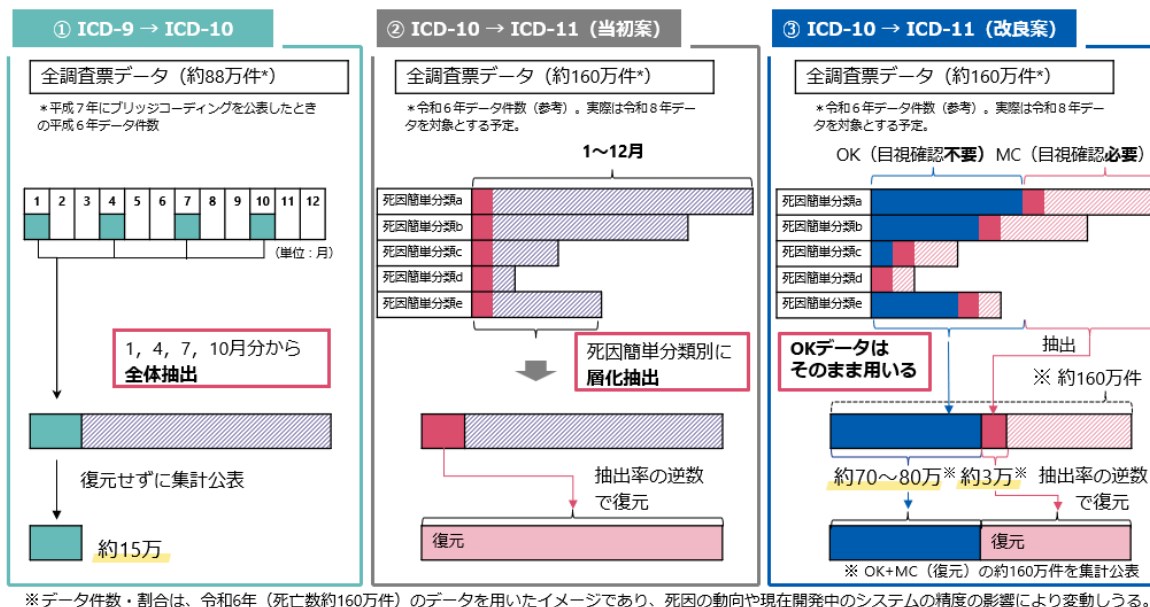 ① ICD-9 → ICD-10
全調査票データ（約88万件*）
*平成７年にブリッジコーディングを公表したとき
の平成６年データ件数
1 2 3 4 5 6 7 8 9 10 11 12
（単位：月）
1，4，7，10月分から
全体抽出
復元せずに集計公表
約15万
② ICD-10 → ICD-11（当初案）
全調査票データ（約160万件*）
*令和６年データ件数（参考）。実際は令和８年デー
タを対象とする予定。
1～12月
死因簡単分類a
死因簡単分類b
死因簡単分類c
死因簡単分類d
死因簡単分類e
死因簡単分類別に
層化抽出
抽出率の逆数
で復元
復元
③ ICD-10 → ICD-11（改良案）
全調査票データ（約160万件*）
*令和６年データ件数（参考）。実際は令和８年デー
タを対象とする予定。
OK（目視確認不要）MC（目視確認必要）
死因簡単分類a
死因簡単分類b
死因簡単分類c
死因簡単分類d
死因簡単分類e
OKデータは
そのまま用いる
抽出
※ 約160万件
約70～80万※ 約3万※
抽出率の逆数
で復元
復元
※ OK+MC（復元）の約160万件を集計公表
※データ件数・割合は、令和6年（死亡数約160万件）のデータを用いたイメージであり、死因の動向や現在開発中のシステムの精度の影響により変動しうる。